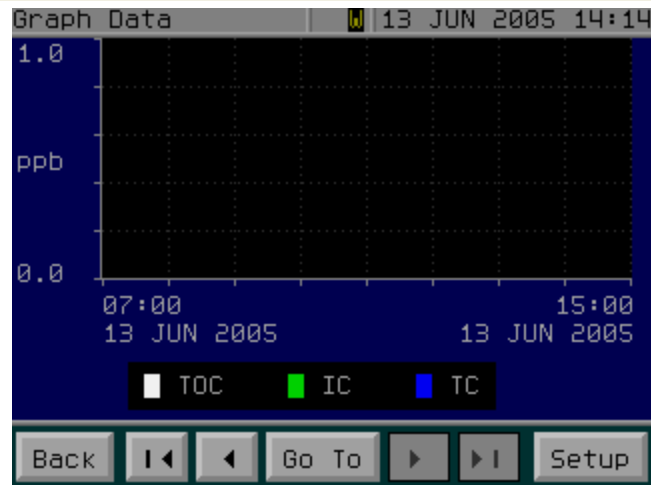 Graph Data W 13 JUN 2005 14:14
1.0
ppb
0.0
07:00 15:00
13 JUN 2005 13 JUN 2005
TOC IC TC
Back Go To Setup